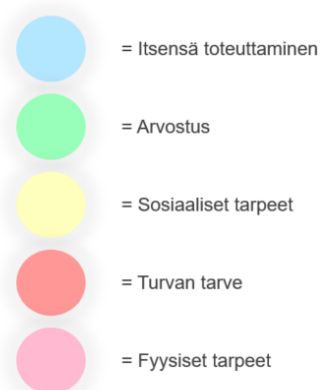 = Itsensä toteuttaminen
= Arvostus
= Sosiaaliset tarpeet
= Turvan tarve
= Fyysiset tarpeet